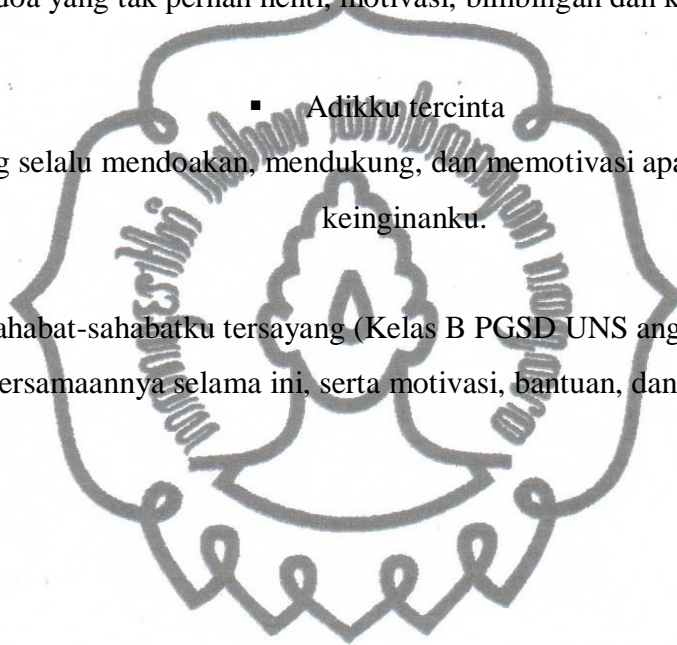 doa yang tak pernah henti, motivasi, bimbingan dan k
▪ Adikku tercinta
g selalu mendoakan, mendukung, dan memotivasi apa
keinginanku.
ahabat-sahabatku tersayang (Kelas B PGSD UNS ang
ersamaannya selama ini, serta motivasi, bantuan, dan